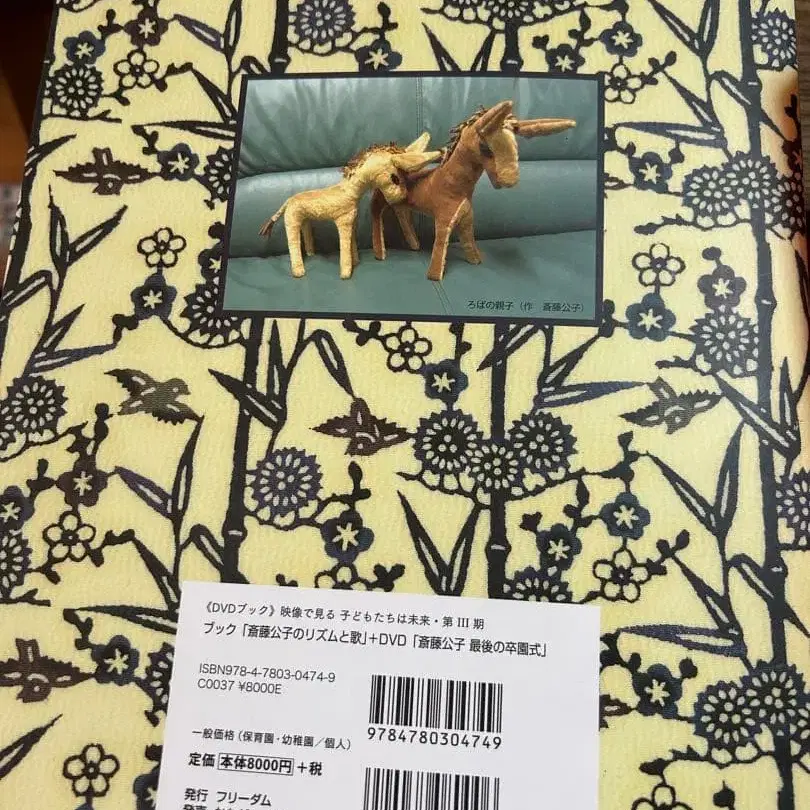 ろばの親子（作　斎藤公子）
《DVDブック》映像で見る 子どもたちは未来・第 III 期
ブック「斎藤公子のリズムと歌」+DVD「斎藤公子 最後の卒園式」
ISBN978-4-7803-0474-9
C0037 ¥8000E
9784780304749
一般価格（保育園・幼稚園／個人）
定価 本体8000円 +税
発行 フリーダム